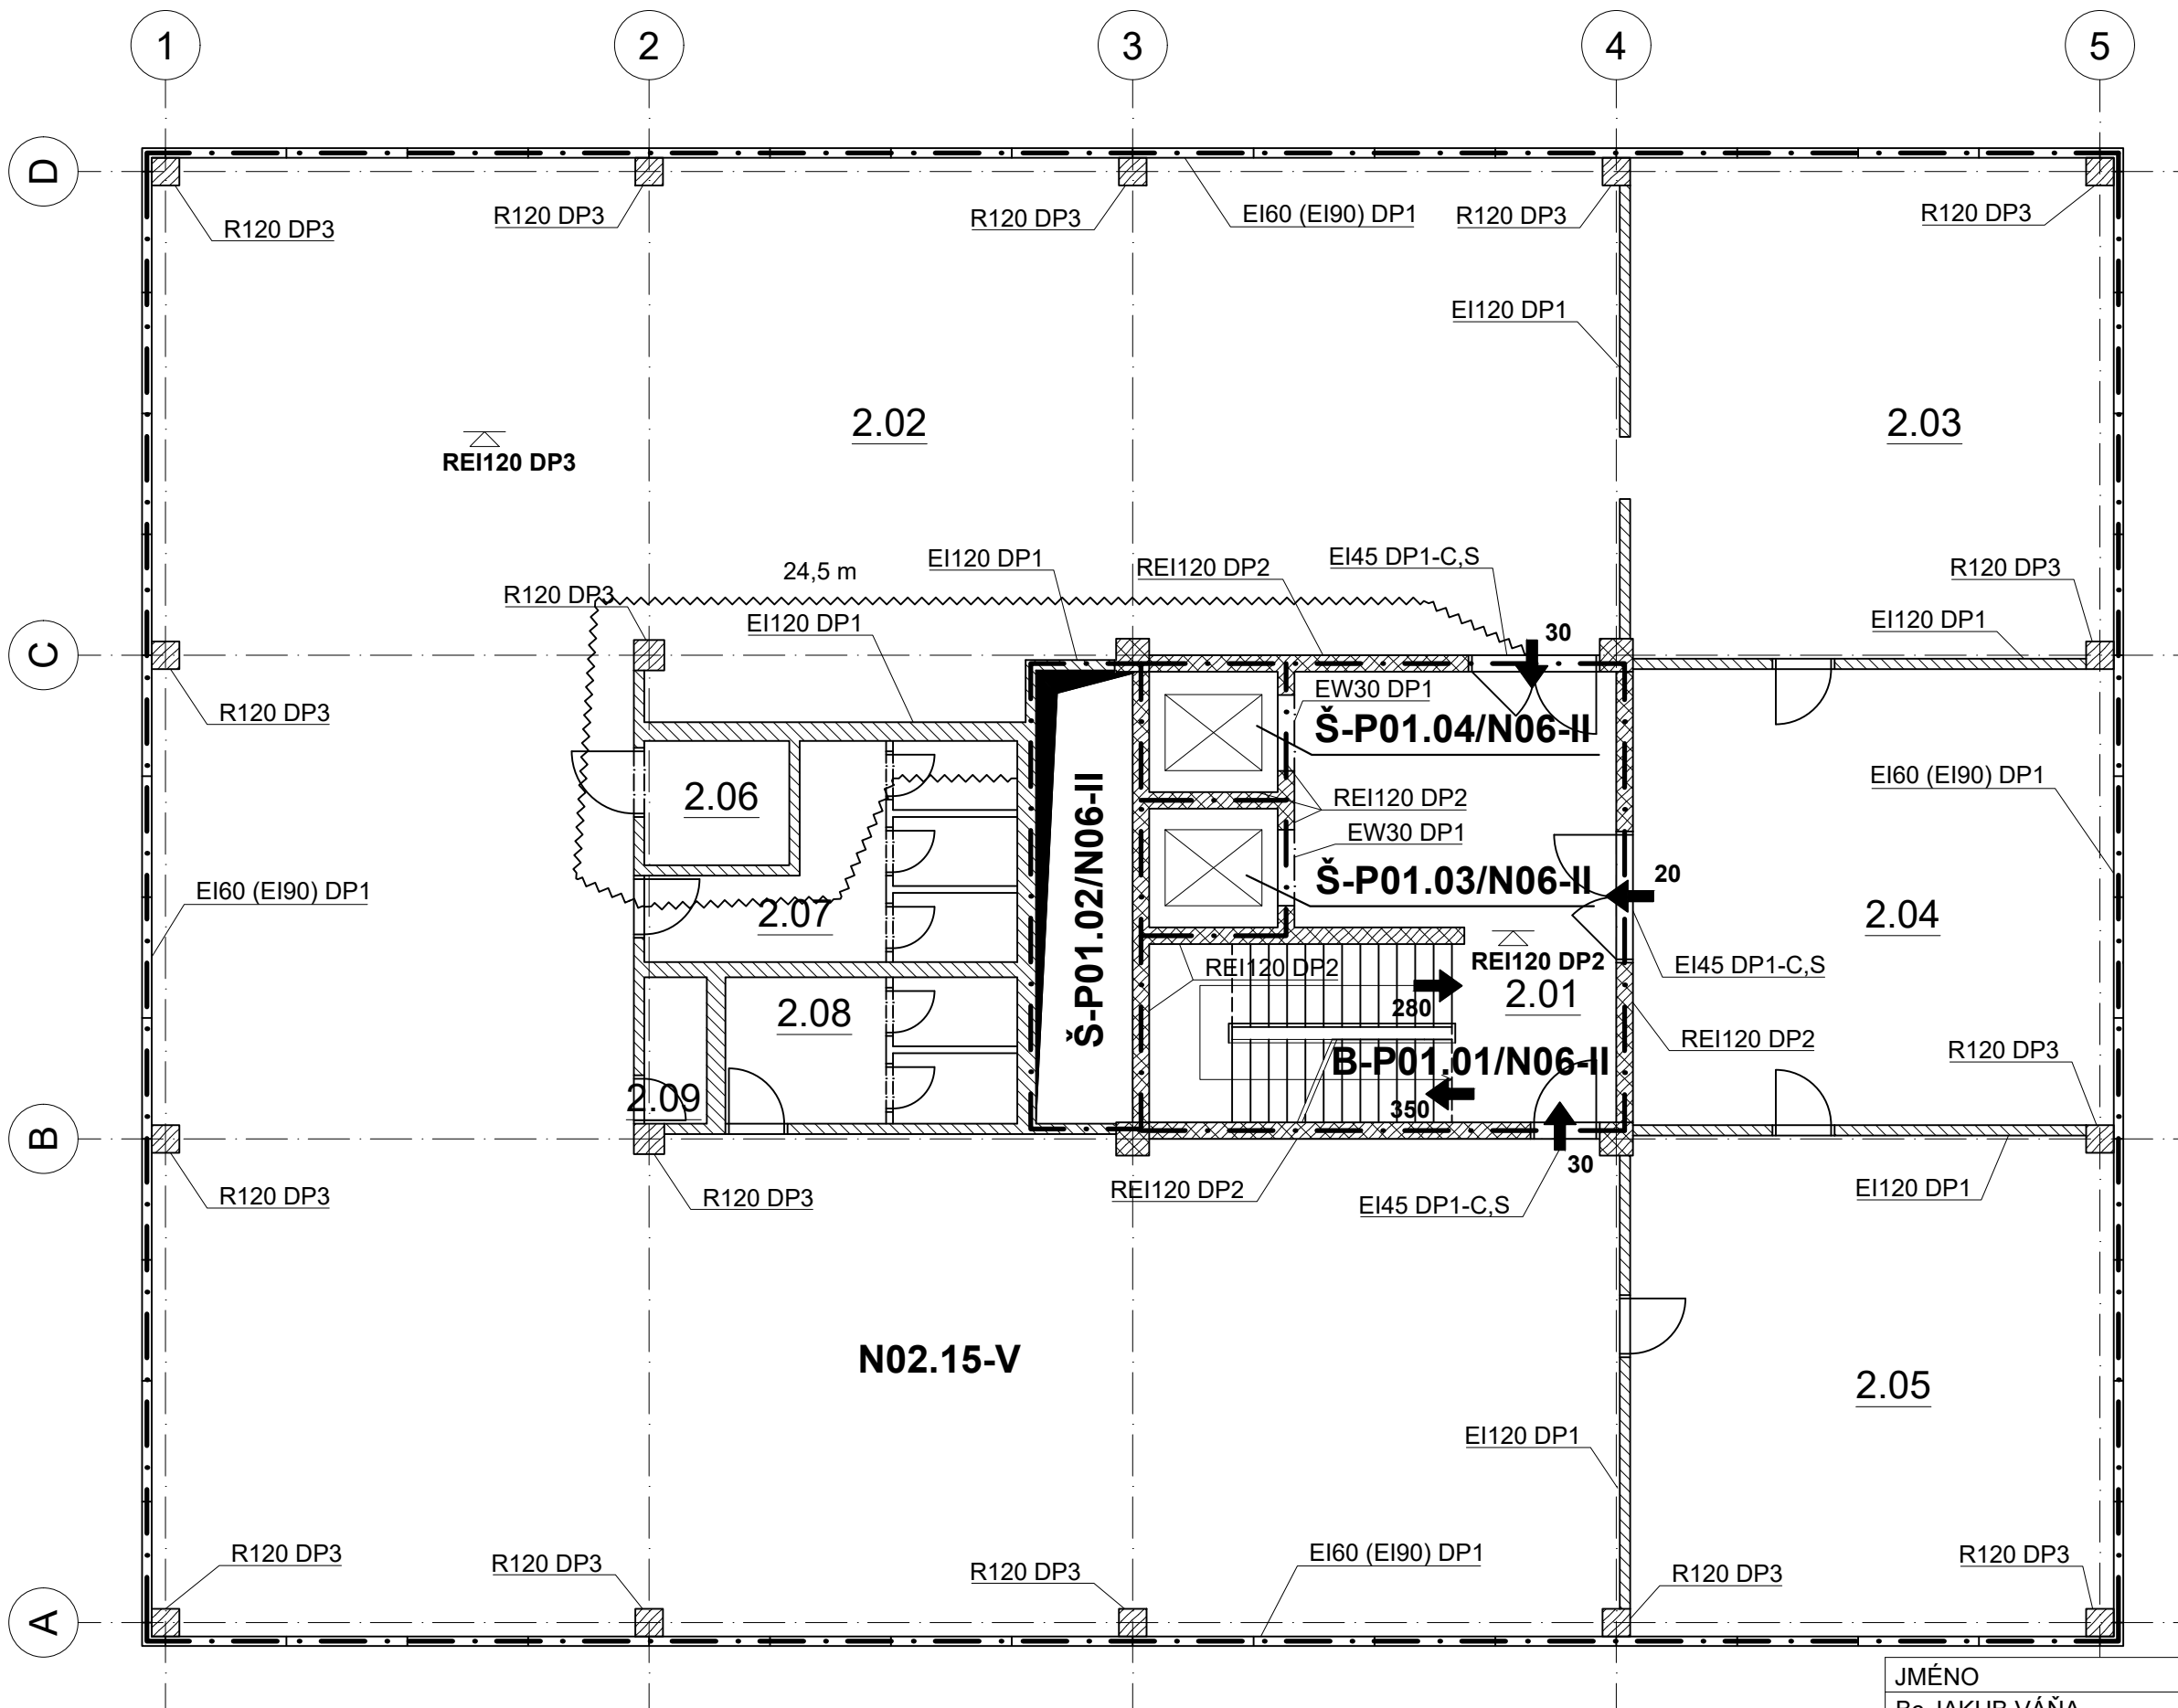 1
2
3
4
5
D
R120 DP3
R120 DP3
R120 DP3
EI60 (EI90) DP1
R120 DP3
R120 DP3
EI120 DP1
2.02
2.03
REI120 DP3
24,5 m
EI120 DP1
REI120 DP2
EI45 DP1-C,S
R120 DP3
R120 DP3
EI120 DP1
30
EI120 DP1
C
R120 DP3
EW30 DP1
Š-P01.04/N06-II
EI60 (EI90) DP1
2.06
REI120 DP2
EW30 DP1
Š-P01.02/N06-II
EI60 (EI90) DP1
Š-P01.03/N06-II
20
2.07
2.04
REI120 DP2
REI120 DP2
EI45 DP1-C,S
2.01
2.08
280
REI120 DP2
B-P01.01/N06-II
R120 DP3
2.09
350
B
30
R120 DP3
R120 DP3
REI120 DP2
EI45 DP1-C,S
EI120 DP1
N02.15-V
2.05
EI120 DP1
R120 DP3
R120 DP3
R120 DP3
EI60 (EI90) DP1
R120 DP3
R120 DP3
A
JMÉNO
Bc.JAKUB VÁŇA